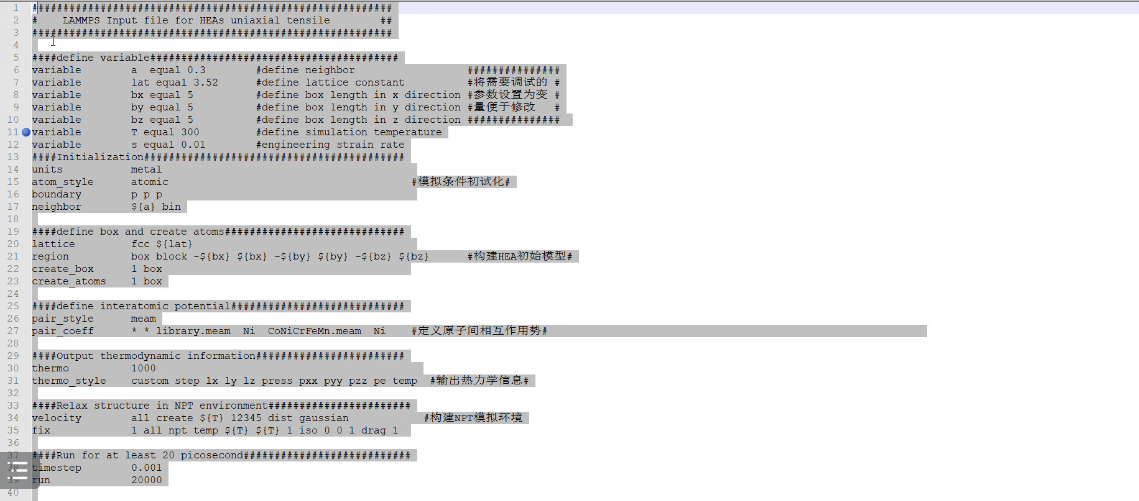 1 ##########################################################
2 #    LAMMPS Input file for HEAs uniaxial tensile        ##
3 ##########################################################
4
5 ####define variable########################################
6 variable        a  equal 0.3        #define neighbor                  ###############
7 variable        lat equal 3.52      #define lattice constant          #将需要调试的 #
8 variable        bx equal 5          #define box length in x direction #参数设置为变 #
9 variable        by equal 5          #define box length in y direction #量便于修改   #
10 variable        bz equal 5          #define box length in z direction ###############
11 variable        T equal 300         #define simulation temperature
12 variable        s equal 0.01        #engineering strain rate
13 ####Initialization##########################################
14 units           metal
15 atom_style      atomic                                       #模拟条件初试化#
16 boundary        p p p
17 neighbor        ${a} bin
18
19 ####define box and create atoms#############################
20 lattice         fcc ${lat}
21 region          box block -${bx} ${bx} -${by} ${by} -${bz} ${bz}      #构建HEA初始模型#
22 create_box      1 box
23 create_atoms    1 box
24
25 ####define interatomic potential############################
26 pair_style      meam
27 pair_coeff      * * library.meam  Ni  CoNiCrFeMn.meam  Ni    #定义原子间相互作用势#
28
29 ####Output thermodynamic information########################
30 thermo          1000
31 thermo_style    custom step lx ly lz press pxx pyy pzz pe temp  #输出热力学信息#
32
33 ####Relax structure in NPT environment#######################
34 velocity        all create ${T} 12345 dist gaussian            #构建NPT模拟环境
35 fix             1 all npt temp ${T} ${T} 1 iso 0 0 1 drag 1
36
37 ####Run for at least 20 picosecond###########################
timestep        0.001
run             20000
40